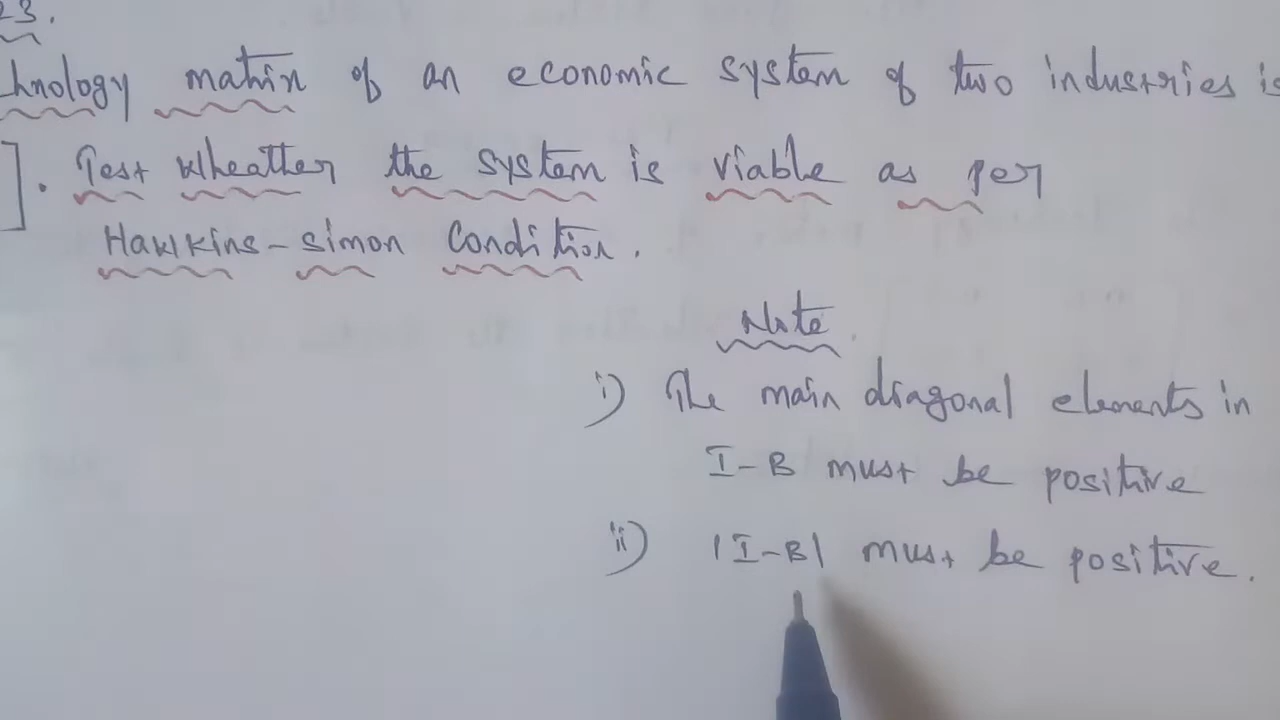 23.
hnology matrix of an economic system of two industries is
]. Test Wheather the system is viable as per
Hawkins-simon Condition.
Note
i) The main diagonal elements in
I-B must be positive
ii) |I-B| must be positive.